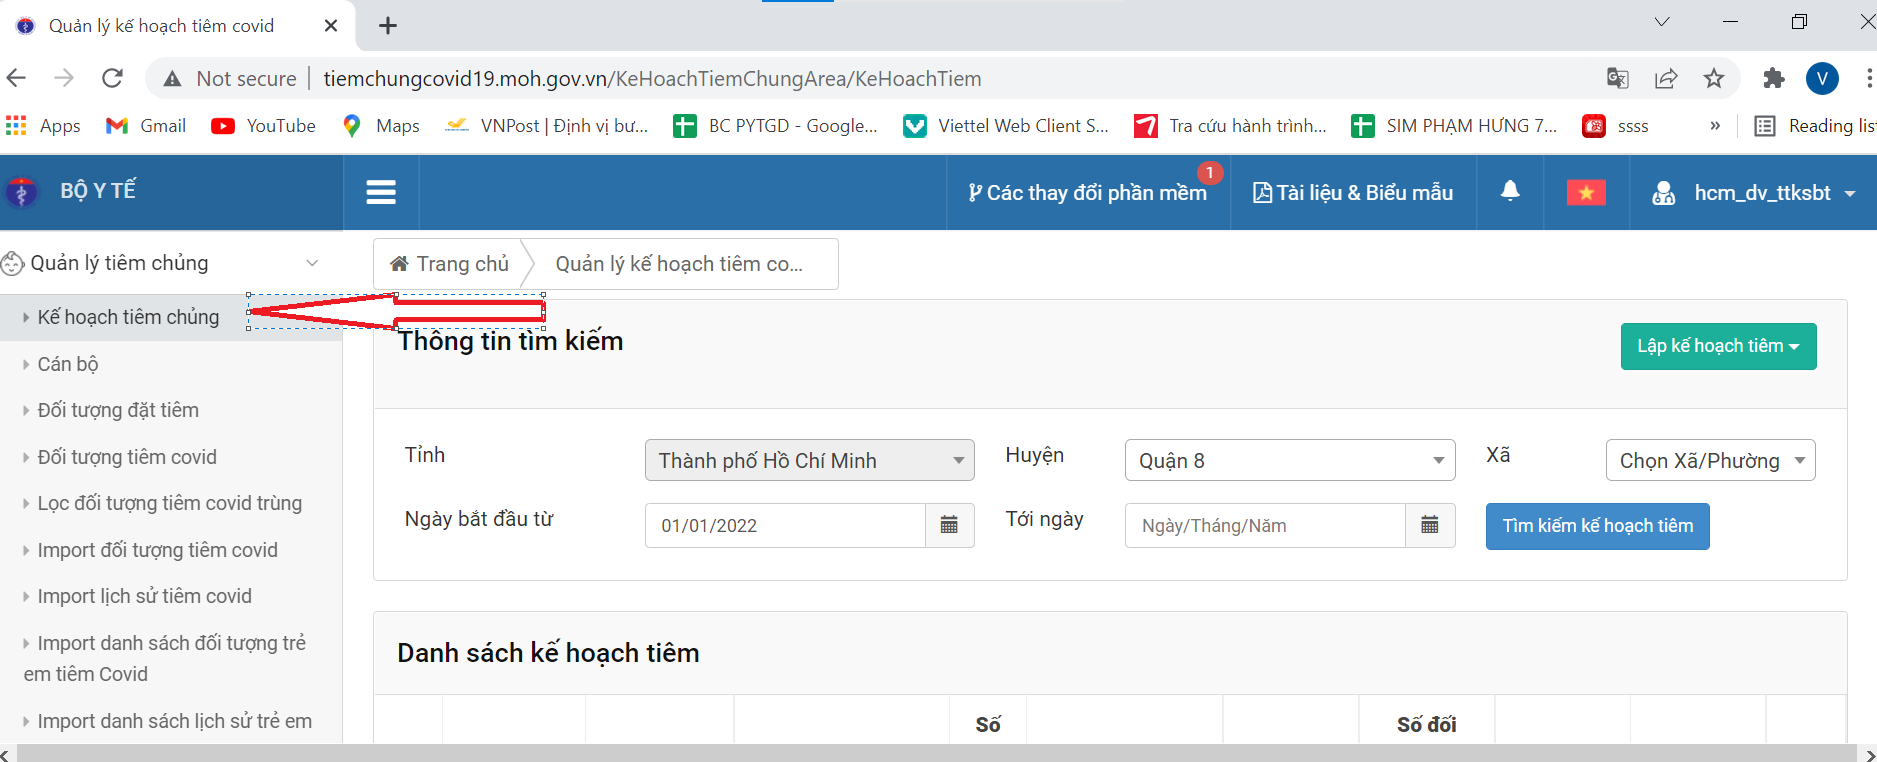 Quản lý kế hoạch tiêm covid
Not secure | tiemchungcovid19.moh.gov.vn/KeHoachTiemChungArea/KeHoachTiem
V
Apps Gmail YouTube Maps VNPost | Định vị bư... BC PYTGD - Google... Viettel Web Client S... Tra cứu hành trình... SIM PHẠM HƯNG 7... ssss » Reading list
BỘ Y TẾ
Các thay đổi phần mềm 1 Tài liệu & Biểu mẫu hcm_dv_ttksbt
Quản lý tiêm chủng
Trang chủ Quản lý kế hoạch tiêm co...
Kế hoạch tiêm chủng
Cán bộ
Đối tượng đặt tiêm
Đối tượng tiêm covid
Lọc đối tượng tiêm covid trùng
Import đối tượng tiêm covid
Import lịch sử tiêm covid
Import danh sách đối tượng trẻ
em tiêm Covid
Import danh sách lịch sử trẻ em
Thông tin tìm kiếm
Lập kế hoạch tiêm
Tỉnh Thành phố Hồ Chí Minh Huyện Quận 8 Xã Chọn Xã/Phường
Ngày bắt đầu từ 01/01/2022 Tới ngày Ngày/Tháng/Năm Tìm kiếm kế hoạch tiêm
Danh sách kế hoạch tiêm
Số Số đối